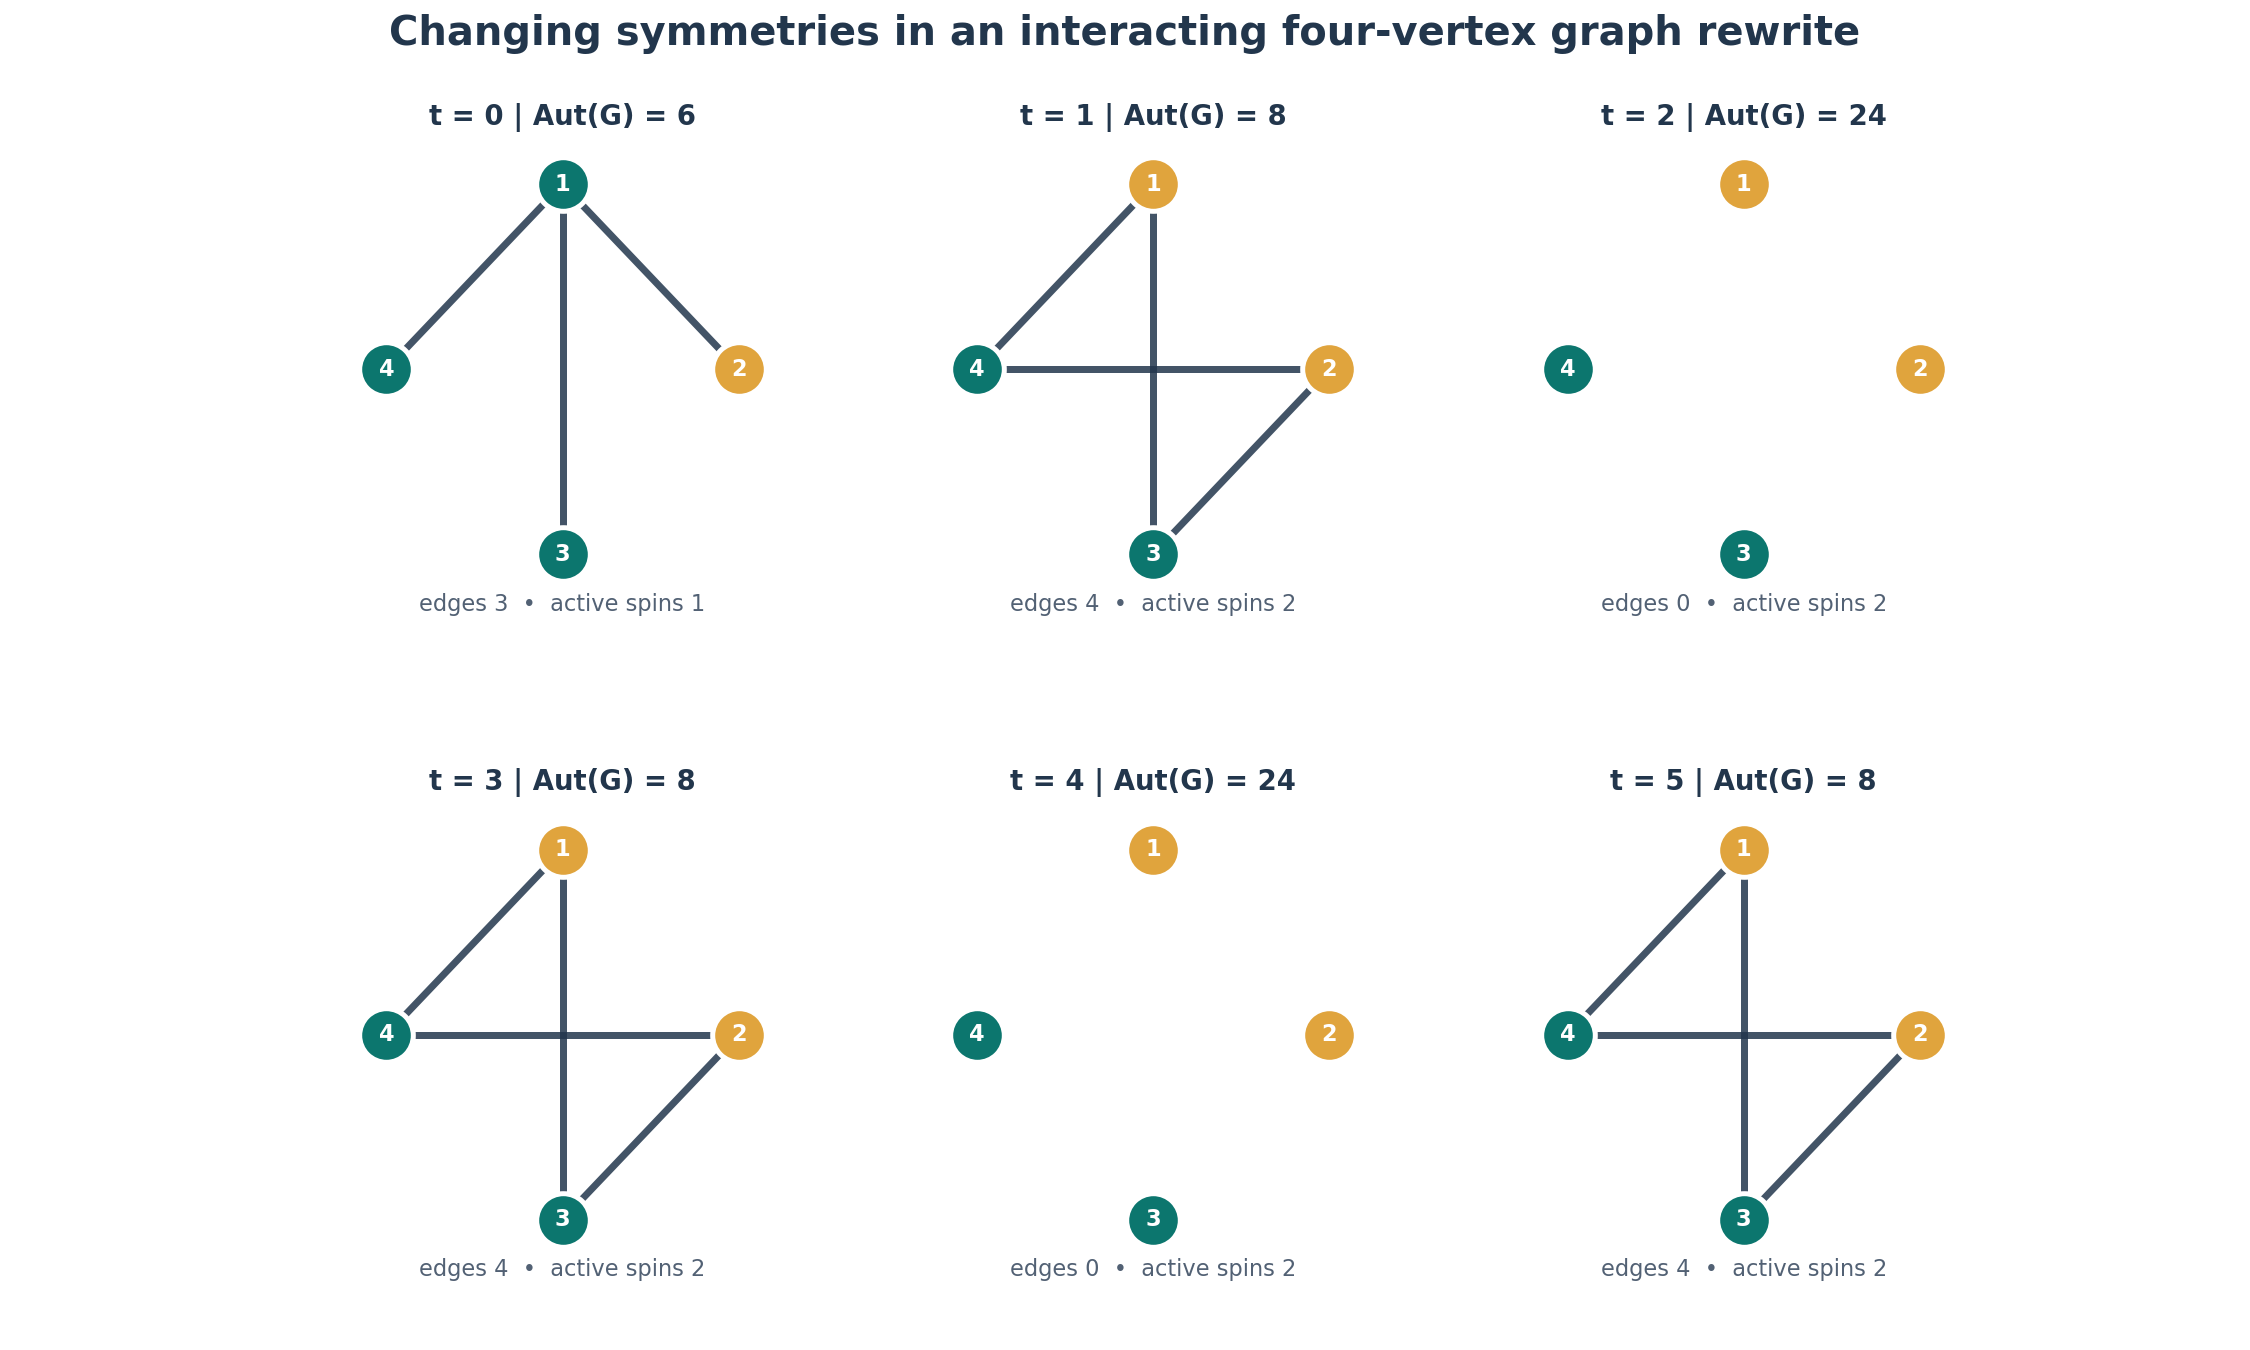 Changing symmetries in an interacting four-vertex graph rewrite
t = 0 | Aut(G) = 6
1
4
2
3
edges 3 • active spins 1
t = 1 | Aut(G) = 8
1
4
2
3
edges 4 • active spins 2
t = 2 | Aut(G) = 24
1
4
2
3
edges 0 • active spins 2
t = 3 | Aut(G) = 8
1
4
2
3
edges 4 • active spins 2
t = 4 | Aut(G) = 24
1
4
2
3
edges 0 • active spins 2
t = 5 | Aut(G) = 8
1
4
2
3
edges 4 • active spins 2